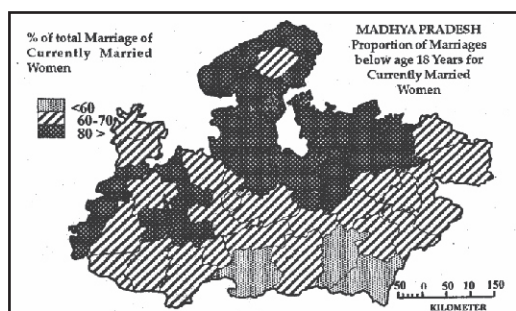 % of total Marriage of
Currently Married
Women
<60
60-70
80 >
MADHYA PRADESH
Proportion of Marriages
below age 18 Years for
Currently Married
Women
50 0 50 10 150
KILOMETER